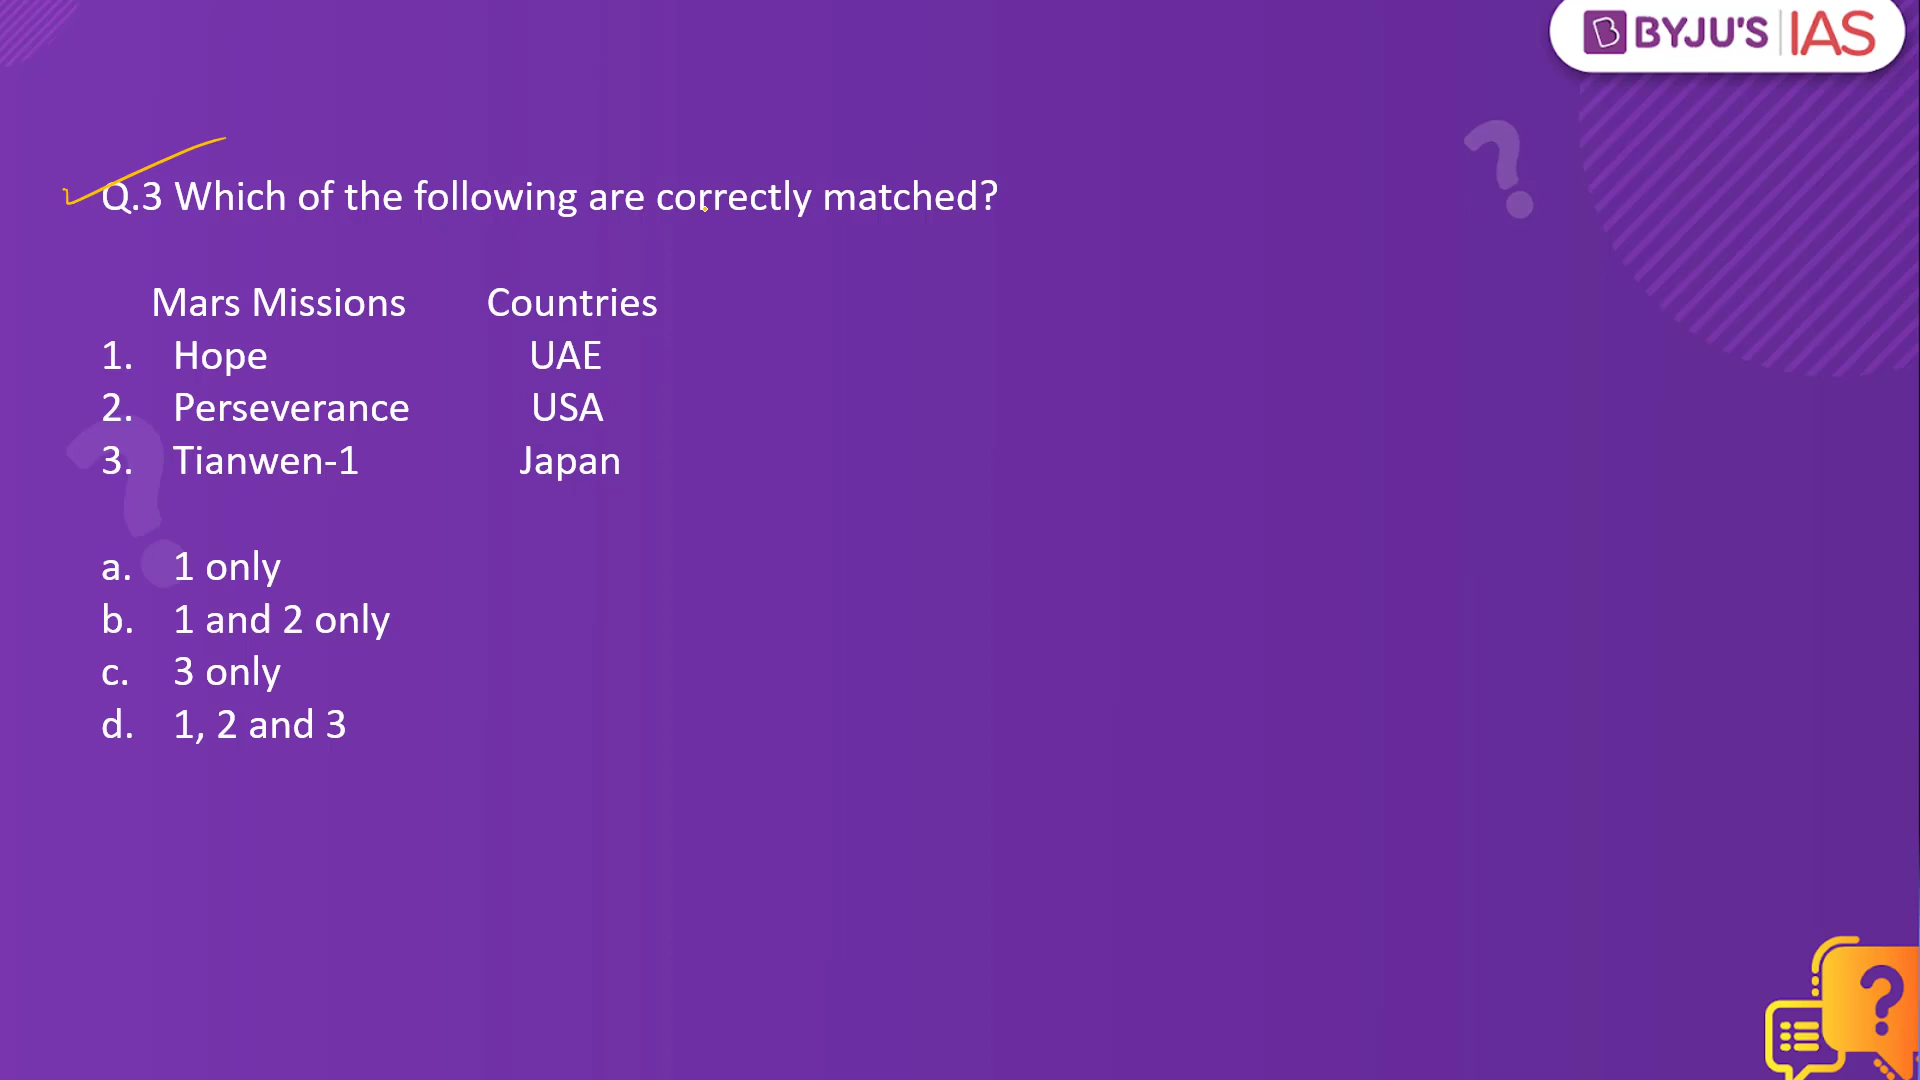 BYJU'S IAS
Q.3 Which of the following are correctly matched?
Mars Missions Countries
1. Hope UAE
2. Perseverance USA
3. Tianwen-1 Japan
a. 1 only
b. 1 and 2 only
c. 3 only
d. 1, 2 and 3